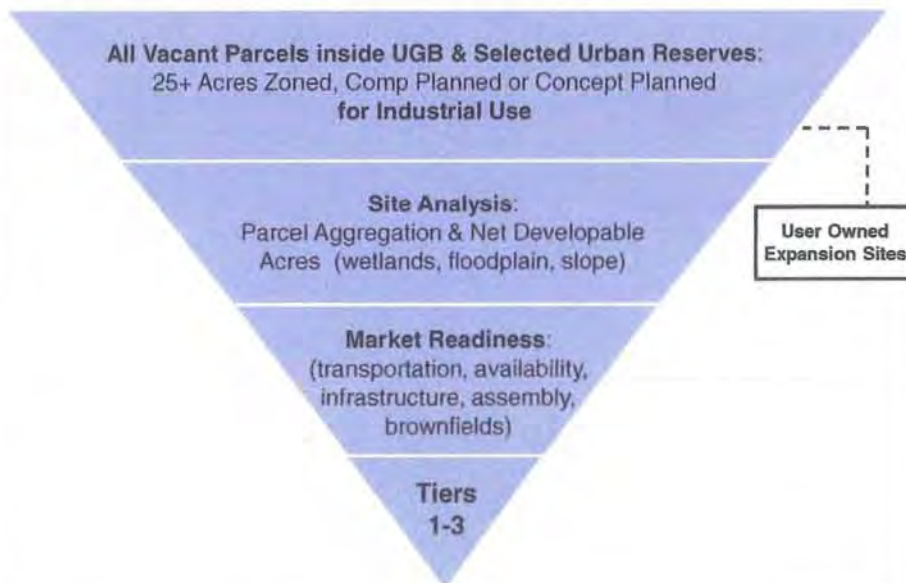 All Vacant Parcels inside UGB & Selected Urban Reserves:
25+ Acres Zoned, Comp Planned or Concept Planned
for Industrial Use
Site Analysis:
Parcel Aggregation & Net Developable
Acres (wetlands, floodplain, slope)
User Owned
Expansion Sites
Market Readiness:
(transportation, availability,
infrastructure, assembly,
brownfields)
Tiers
1-3